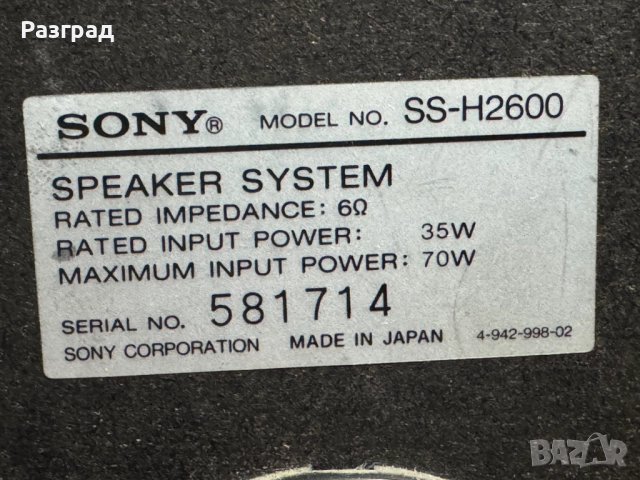 Разград
SONY® MODEL NO. SS-H2600
SPEAKER SYSTEM
RATED IMPEDANCE: 6Ω
RATED INPUT POWER: 35W
MAXIMUM INPUT POWER: 70W
SERIAL NO. 581714
SONY CORPORATION MADE IN JAPAN 4-942-998-02
BAZAR